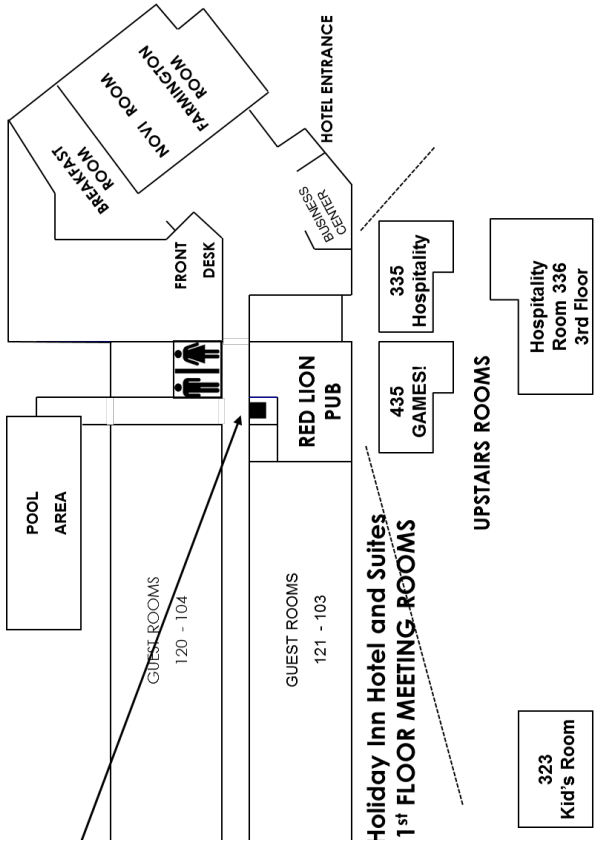 HOTEL ENTRANCE
FARMINGTON
ROOM
NOVI ROOM
BREAKFAST
ROOM
BUSINESS
CENTER
FRONT
DESK
335
Hospitality
Hospitality
Room 336
3rd Floor
RED LION
PUB
435
GAMES!
UPSTAIRS ROOMS
POOL
AREA
GUEST ROOMS
120 - 104
GUEST ROOMS
121 - 103
Holiday Inn Hotel and Suites
1st FLOOR MEETING ROOMS
323
Kid's Room